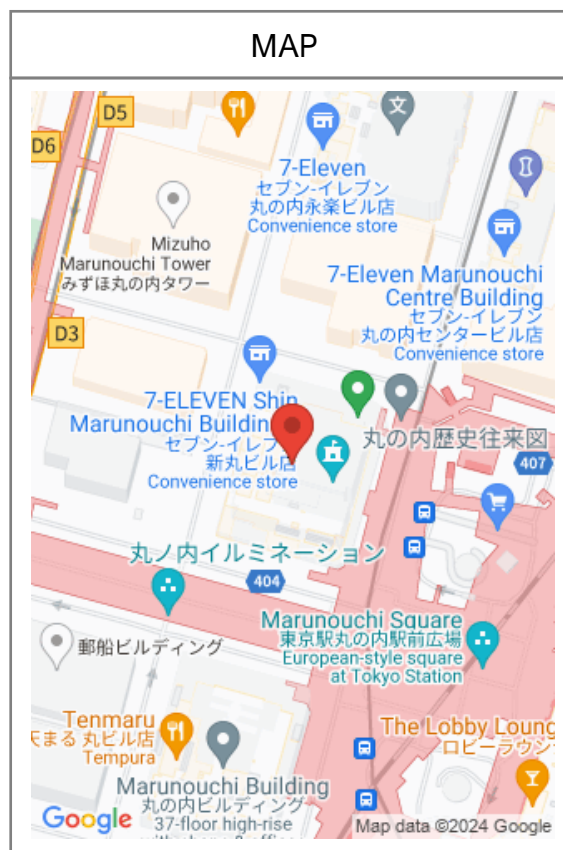 MAP
D5
D6
7-Eleven
セブン-イレブン
丸の内永楽ビル店
Convenience store
文
Mizuho
Marunouchi Tower
みずほ丸の内タワー
7-Eleven Marunouchi
Centre Building
セブン-イレブン
丸の内センタービル店
Convenience store
D3
7-ELEVEN Shin
Marunouchi Building
セブン-イレブン
新丸ビル店
Convenience store
丸の内歴史往来図
407
丸ノ内イルミネーション
404
Marunouchi Square
東京駅丸の内駅前広場
European-style square
at Tokyo Station
郵船ビルディング
Tenmaru
天まる 丸ビル店
Tempura
The Lobby Loung
ロビーラウン
Marunouchi Building
丸の内ビルディング
37-floor high-rise
Google
Map data ©2024 Google